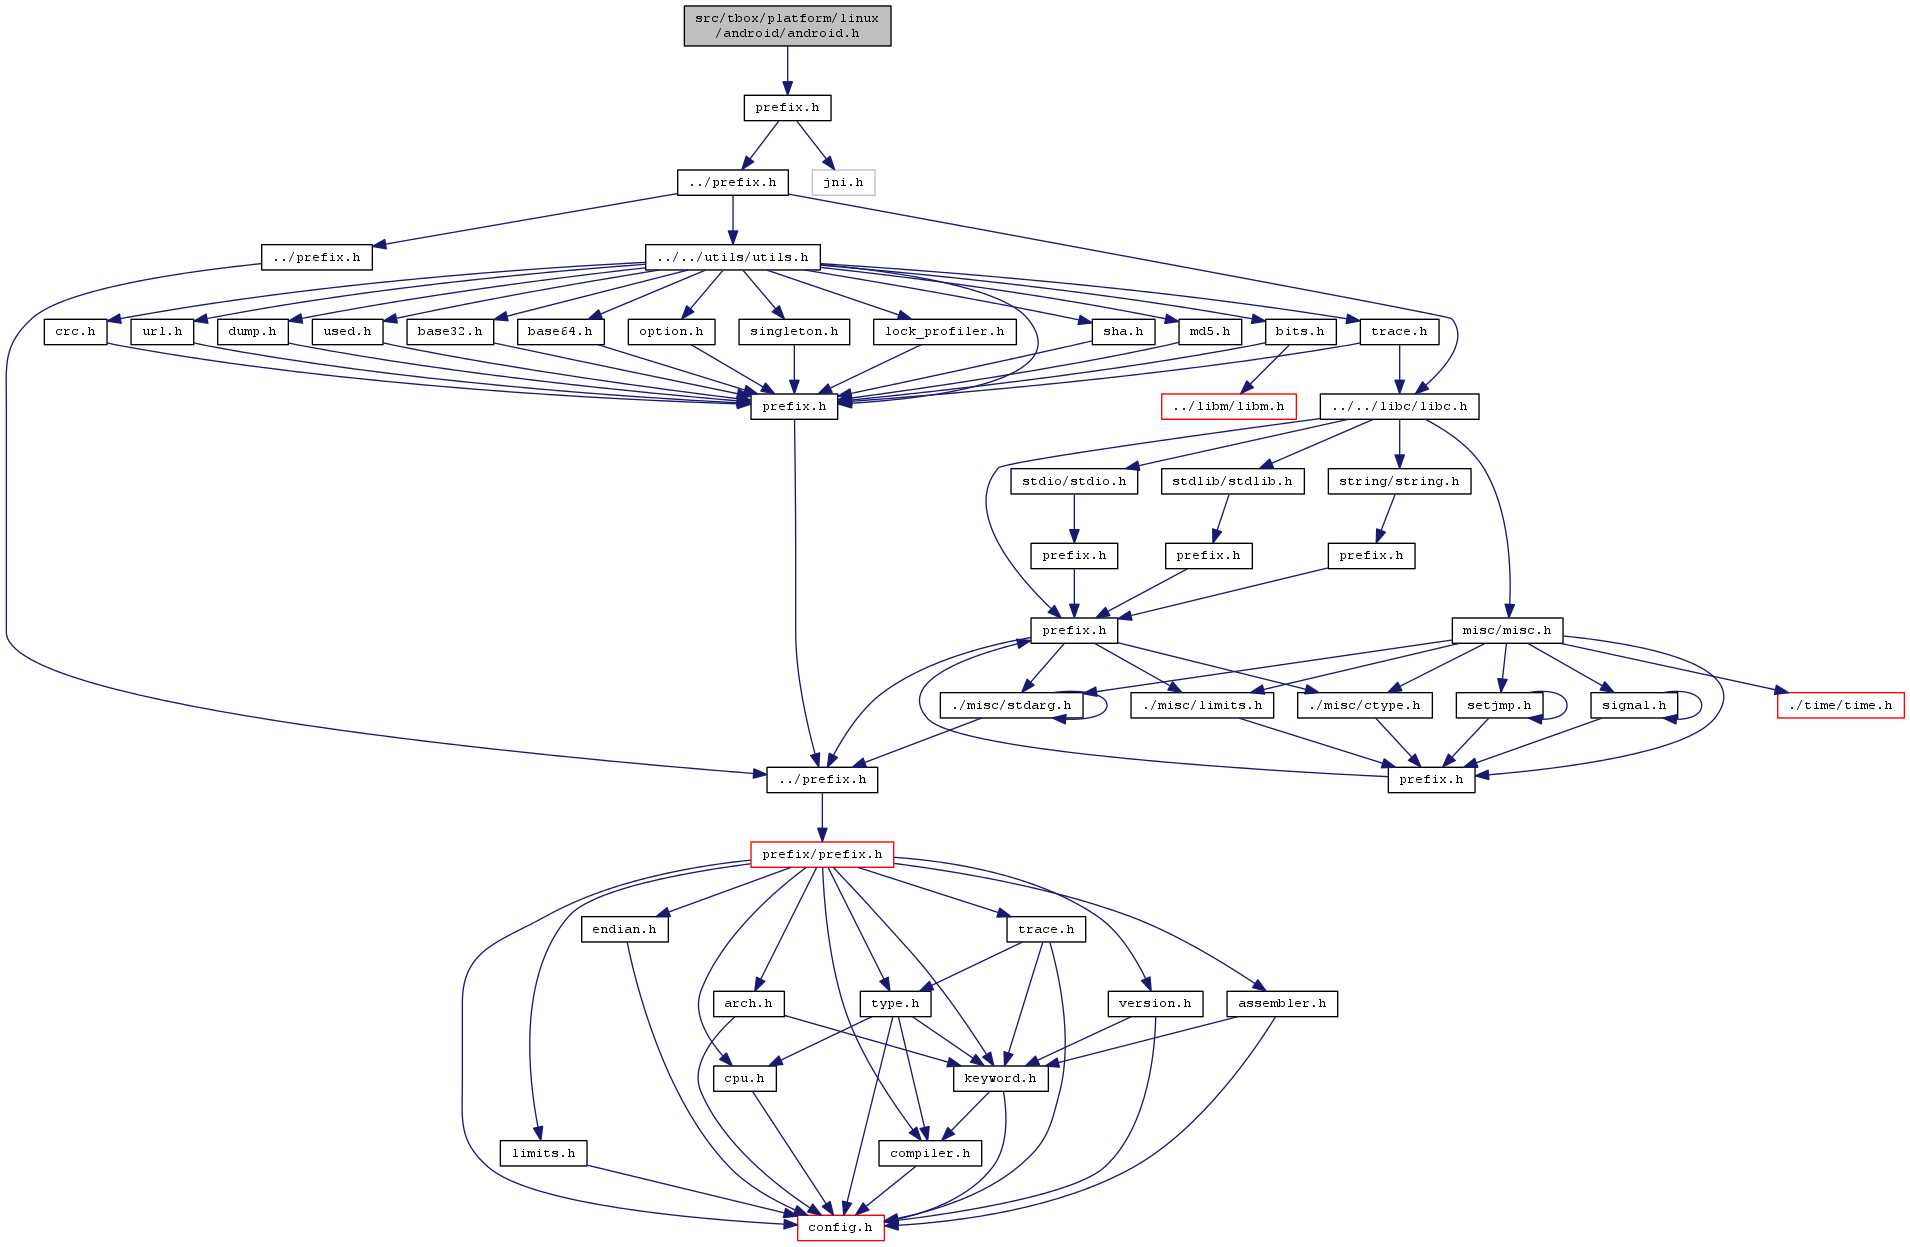 src/tbox/platform/linux
/android/android.h
prefix.h
../prefix.h
jni.h
../prefix.h
../../utils/utils.h
crc.h
url.h
dump.h
used.h
base32.h
base64.h
option.h
singleton.h
lock_profiler.h
sha.h
md5.h
bits.h
trace.h
prefix.h
../libm/libm.h
../../libc/libc.h
stdio/stdio.h
stdlib/stdlib.h
string/string.h
prefix.h
prefix.h
prefix.h
prefix.h
misc/misc.h
./misc/stdarg.h
./misc/limits.h
./misc/ctype.h
setjmp.h
signal.h
./time/time.h
../prefix.h
prefix.h
prefix/prefix.h
endian.h
trace.h
arch.h
type.h
version.h
assembler.h
cpu.h
keyword.h
limits.h
compiler.h
config.h